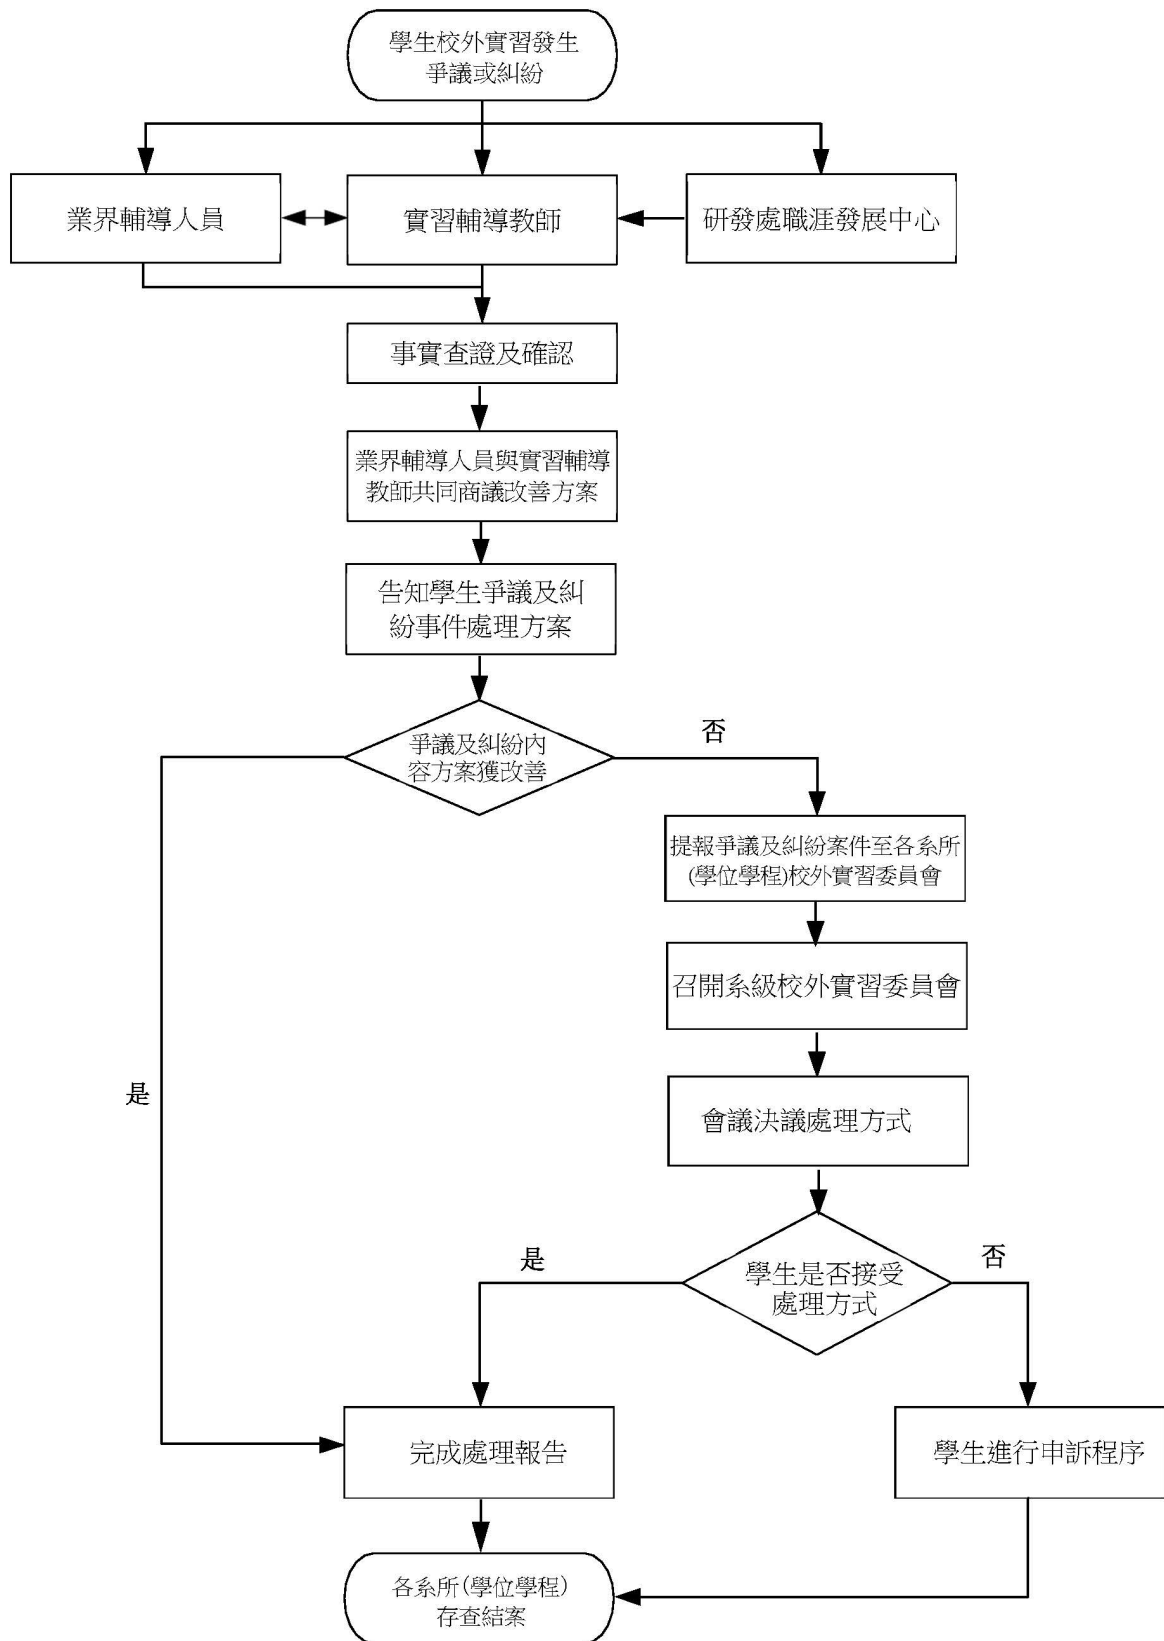 學生校外實習發生
爭議或糾紛
業界輔導人員
實習輔導教師
研發處職涯發展中心
事實查證及確認
業界輔導人員與實習輔導
教師共同商議改善方案
告知學生爭議及糾
紛事件處理方案
爭議及糾紛內
容方案獲改善
否
提報爭議及糾紛案件至各系所
(學位學程)校外實習委員會
召開系級校外實習委員會
是
會議決議處理方式
是
否
學生是否接受
處理方式
完成處理報告
學生進行申訴程序
各系所(學位學程)
存查結案